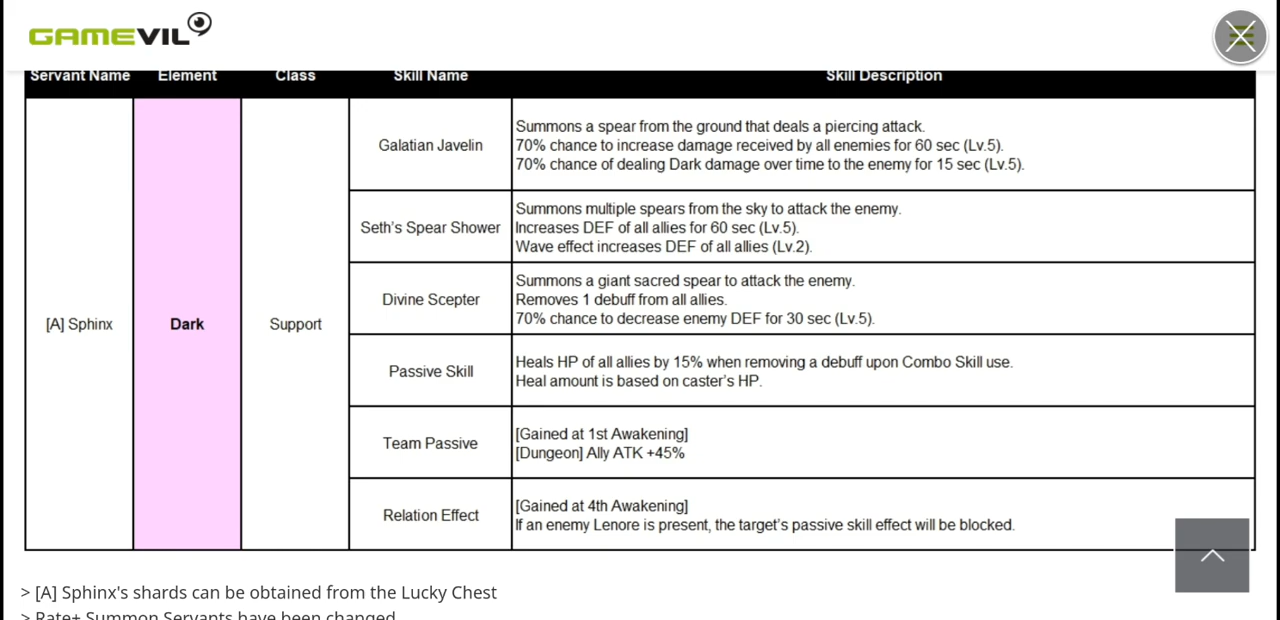 GAMEVIL
Servant Name Element Class Skill Name Skill Description
[A] Sphinx
Dark
Support
Galatian Javelin
Summons a spear from the ground that deals a piercing attack.
70% chance to increase damage received by all enemies for 60 sec (Lv.5).
70% chance of dealing Dark damage over time to the enemy for 15 sec (Lv.5).
Seth's Spear Shower
Summons multiple spears from the sky to attack the enemy.
Increases DEF of all allies for 60 sec (Lv.5).
Wave effect increases DEF of all allies (Lv.2).
Divine Scepter
Summons a giant sacred spear to attack the enemy.
Removes 1 debuff from all allies.
70% chance to decrease enemy DEF for 30 sec (Lv.5).
Passive Skill
Heals HP of all allies by 15% when removing a debuff upon Combo Skill use.
Heal amount is based on caster's HP.
Team Passive
[Gained at 1st Awakening]
[Dungeon] Ally ATK +45%
Relation Effect
[Gained at 4th Awakening]
If an enemy Lenore is present, the target's passive skill effect will be blocked.
> [A] Sphinx's shards can be obtained from the Lucky Chest
> Rate+ Summon Servants have been changed